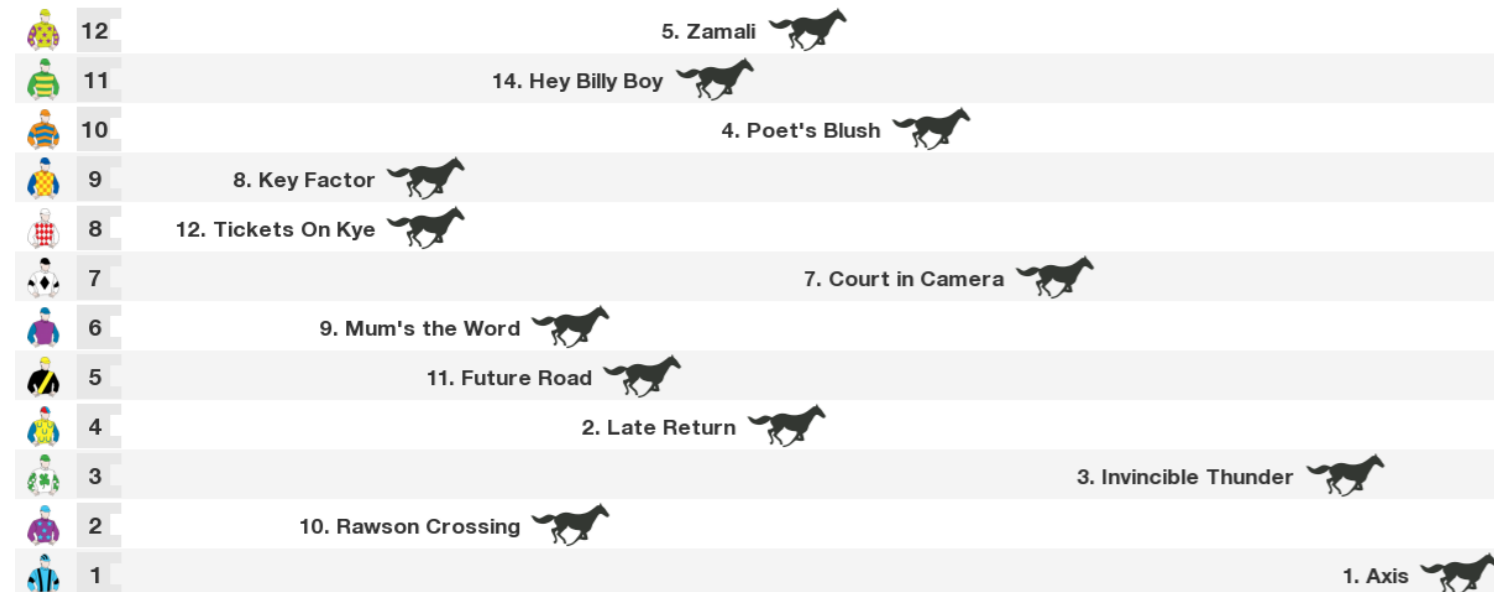 12 5. Zamali
11 14. Hey Billy Boy
10 4. Poet's Blush
9 8. Key Factor
8 12. Tickets On Kye
7 7. Court in Camera
6 9. Mum's the Word
5 11. Future Road
4 2. Late Return
3 3. Invincible Thunder
2 10. Rawson Crossing
1 1. Axis